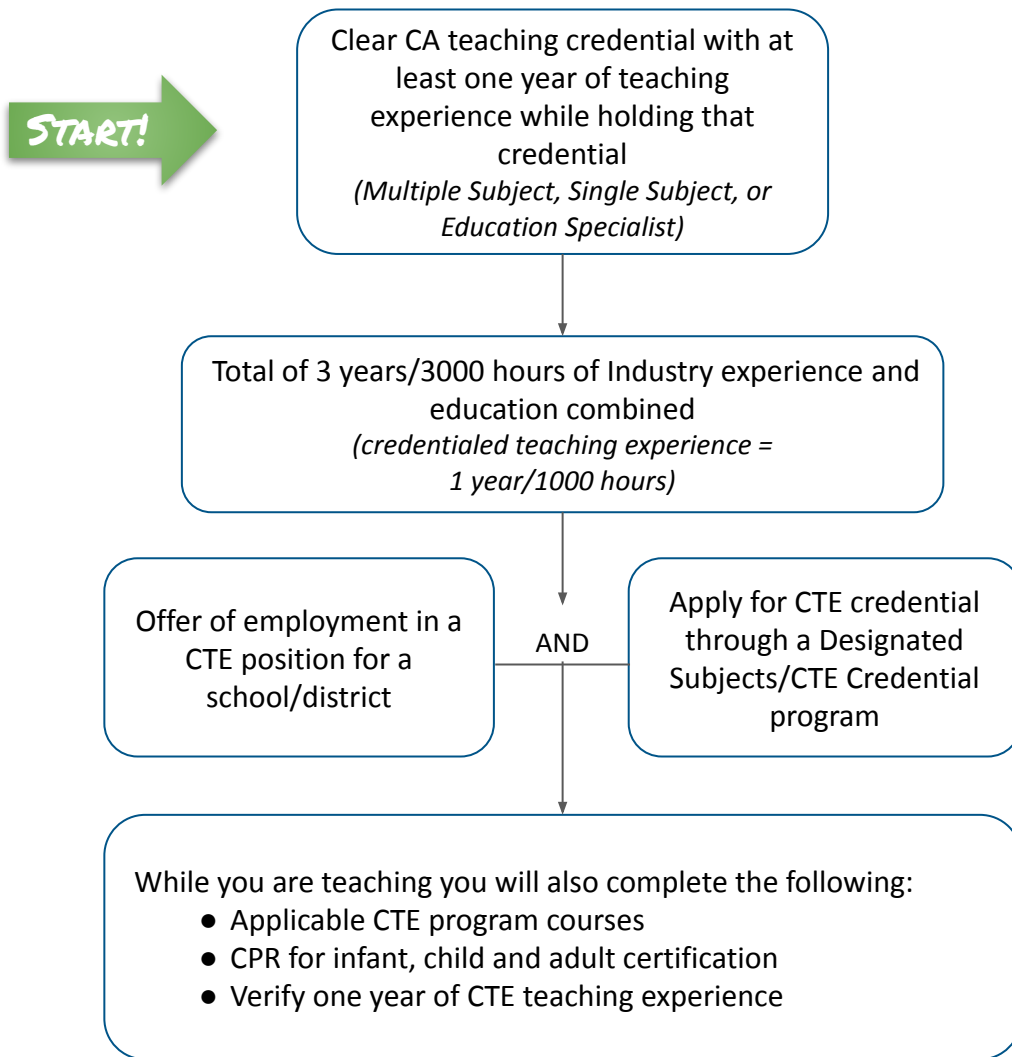 START!
Clear CA teaching credential with at
least one year of teaching
experience while holding that
credential
(Multiple Subject, Single Subject, or
Education Specialist)
Total of 3 years/3000 hours of Industry experience and
education combined
(credentialed teaching experience =
1 year/1000 hours)
Offer of employment in a
CTE position for a
school/district
AND
Apply for CTE credential
through a Designated
Subjects/CTE Credential
program
While you are teaching you will also complete the following:
● Applicable CTE program courses
● CPR for infant, child and adult certification
● Verify one year of CTE teaching experience